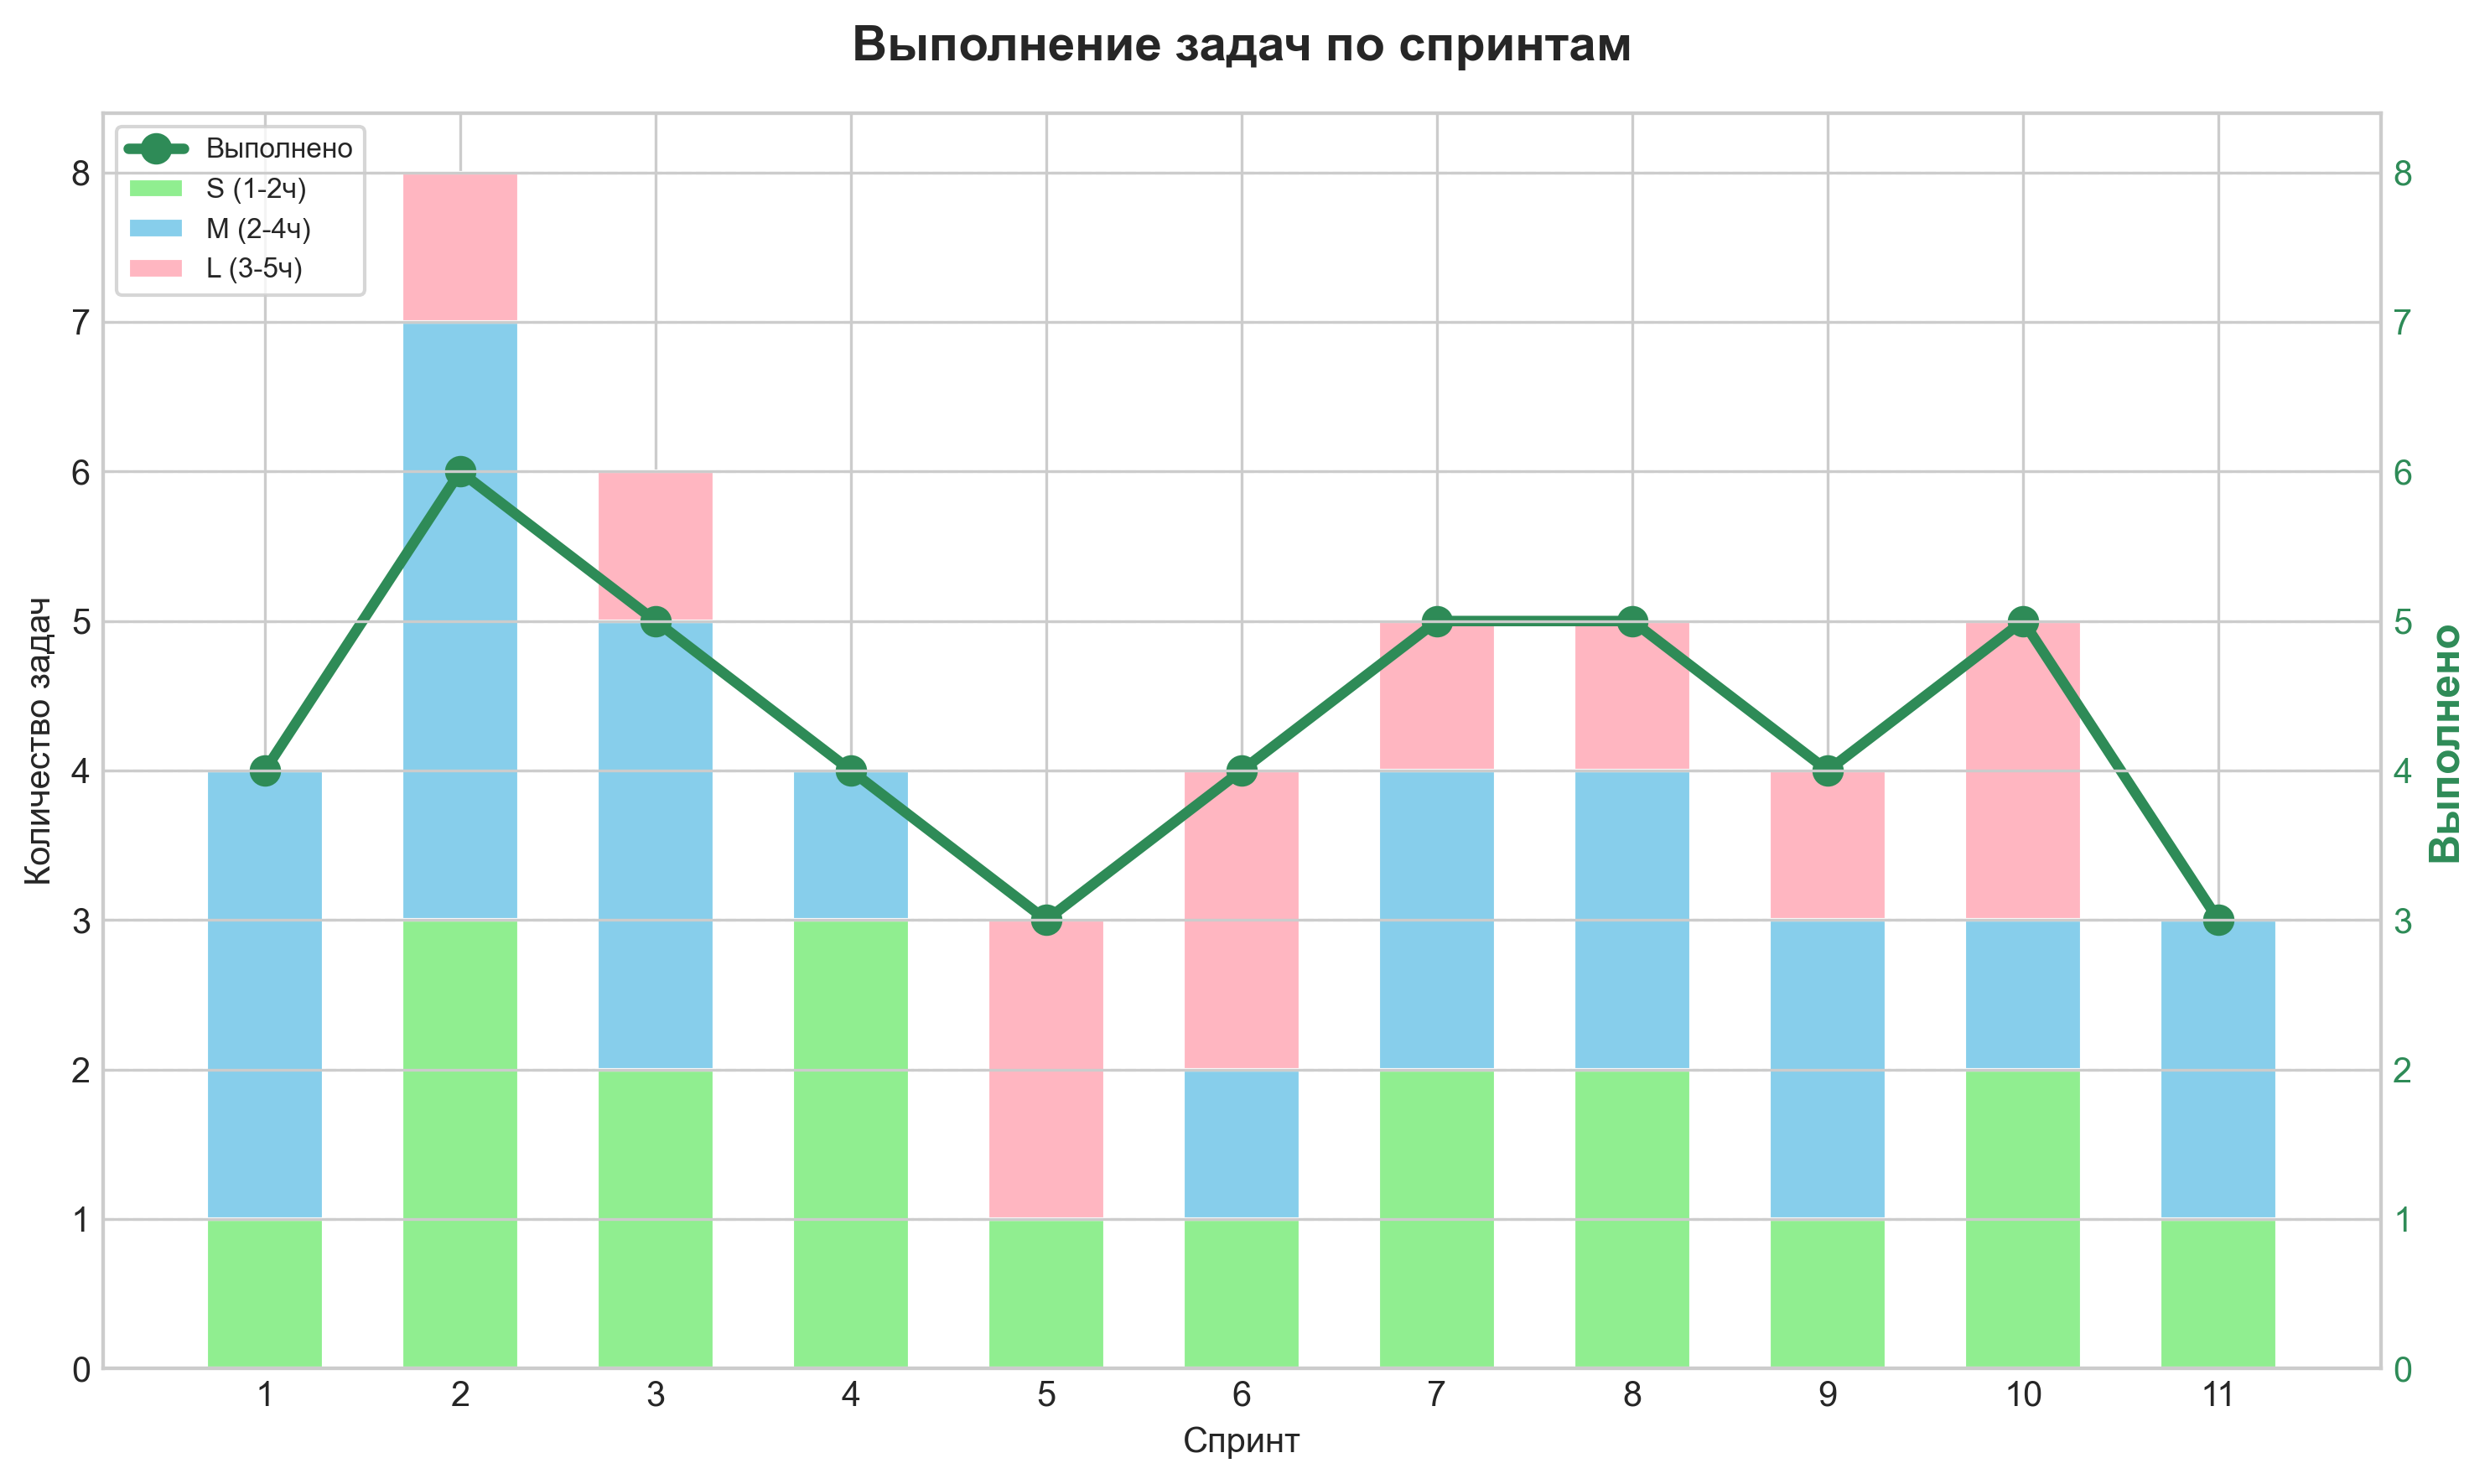 Выполнение задач по спринтам
Выполнено
S (1-2ч)
M (2-4ч)
L (3-5ч)
Количество задач
8
7
6
5
4
3
2
1
0
8
7
6
5
4
3
2
1
0
Выполнено
1 2 3 4 5 6 7 8 9 10 11
Спринт